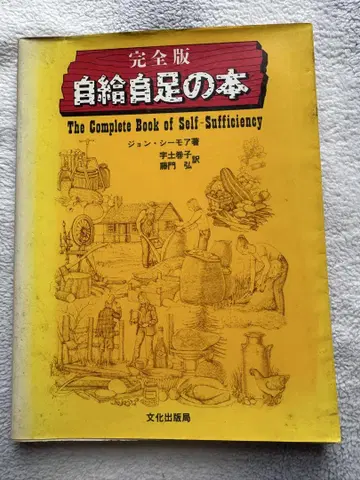 完全版
自給自足の本
The Complete Book of Self-Sufficiency
ジョン・シーモア著
宇土巻子
藤門 弘 訳
文化出版局